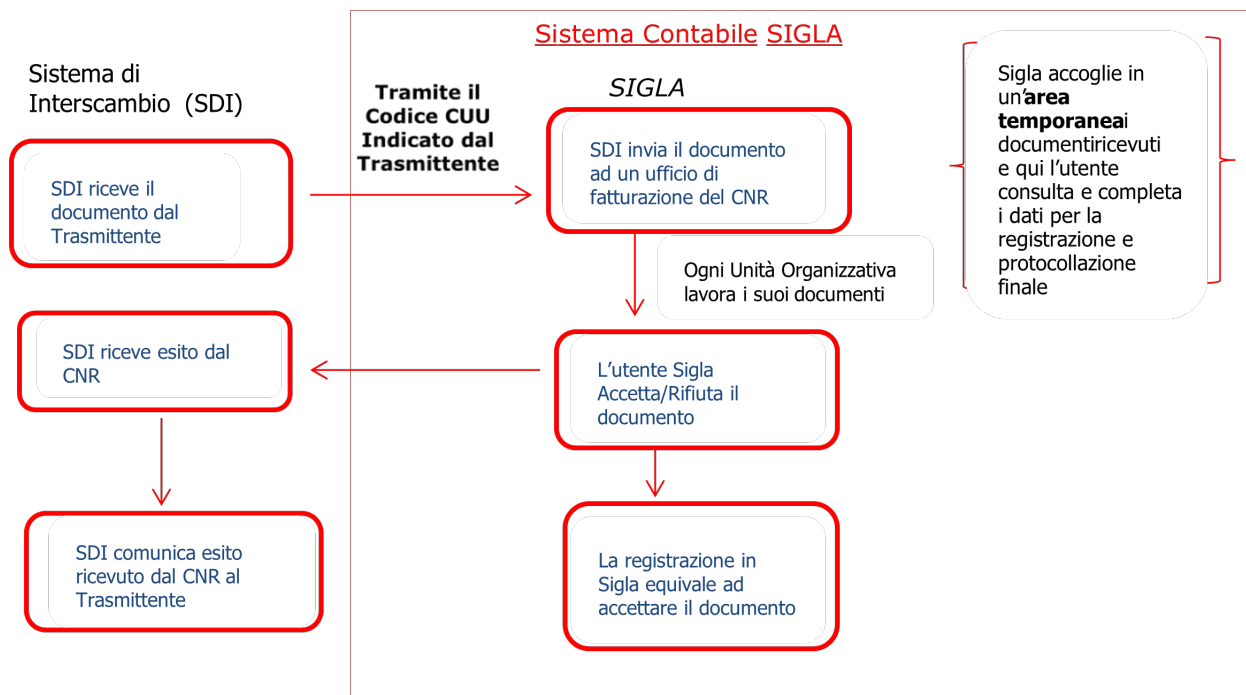 Sistema Contabile SIGLA
Sistema di
Interscambio (SDI)
Tramite il
Codice CUU
Indicato dal
Trasmittente
SIGLA
SDI riceve il
documento dal
Trasmittente
SDI invia il documento
ad un ufficio di
fatturazione del CNR
Sigla accoglie in
un'area
temporaneai
documentiricevuti
e qui l'utente
consulta e completa
i dati per la
registrazione e
protocollazione
finale
Ogni Unità Organizzativa
lavora i suoi documenti
SDI riceve esito dal
CNR
L'utente Sigla
Accetta/Rifiuta il
documento
SDI comunica esito
ricevuto dal CNR al
Trasmittente
La registrazione in
Sigla equivale ad
accettare il documento